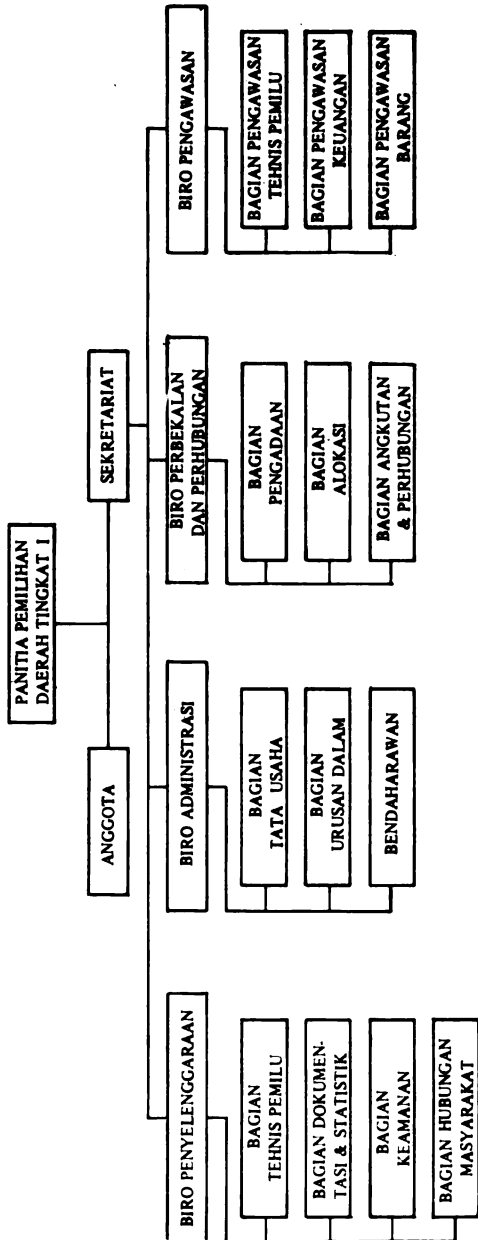 PANITIA PEMILIHAN
DAERAH TINGKAT I
ANGGOTA
SEKRETARIAT
BIRO PENYELENGGARAAN
BAGIAN
TEHNIS PEMILU
BAGIAN DOKUMEN-
TASI & STATISTIK
BAGIAN
KEAMANAN
BAGIAN HUBUNGAN
MASYARAKAT
BIRO ADMINISTRASI
BAGIAN
TATA USAHA
BAGIAN
URUSAN DALAM
BENDAHARAWAN
BIRO PERBEKALAN
DAN PERHUBUNGAN
BAGIAN
PENGADAAN
BAGIAN
ALOKASI
BAGIAN ANGKUTAN
& PERHUBUNGAN
BIRO PENGAWASAN
BAGIAN PENGAWASAN
TEHNIS PEMILU
BAGIAN PENGAWASAN
KEUANGAN
BAGIAN PENGAWASAN
BARANG